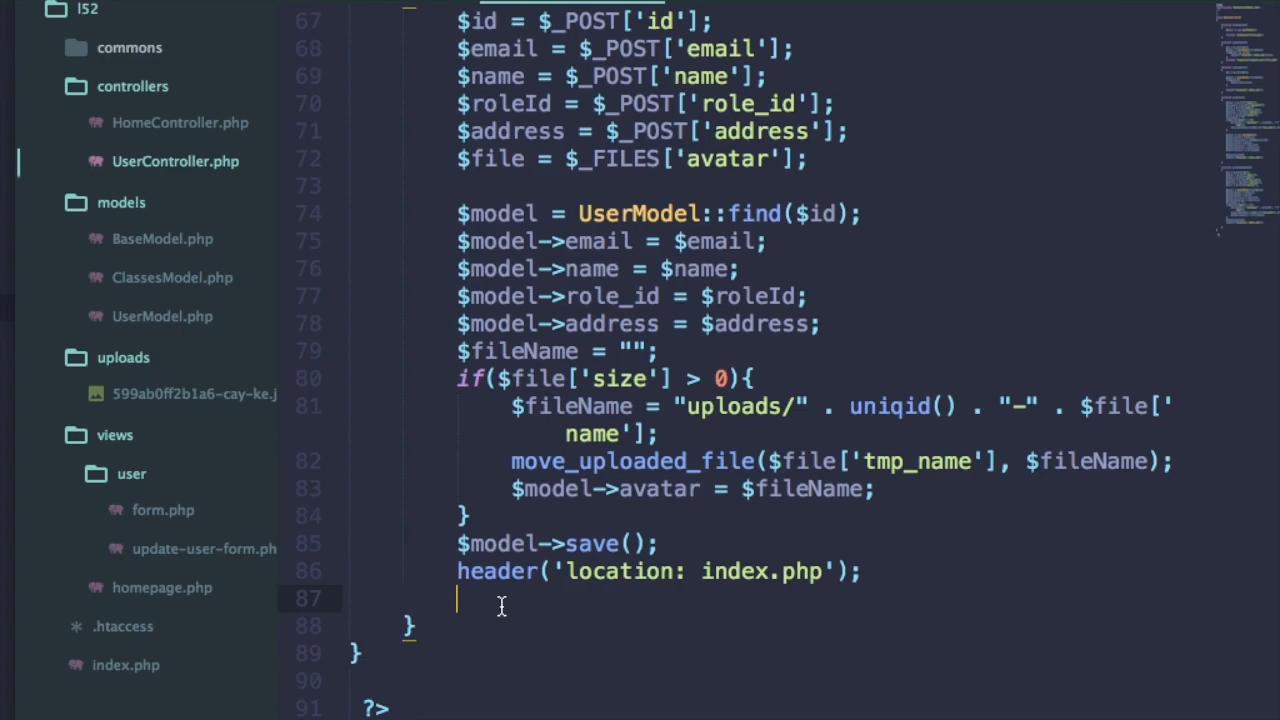 l52
commons
controllers
HomeController.php
UserController.php
models
BaseModel.php
ClassesModel.php
UserModel.php
uploads
599ab0ff2b1a6-cay-ke.j
views
user
form.php
update-user-form.ph
homepage.php
.htaccess
index.php
67 $id = $_POST['id'];
68 $email = $_POST['email'];
69 $name = $_POST['name'];
70 $roleId = $_POST['role_id'];
71 $address = $_POST['address'];
72 $file = $_FILES['avatar'];
73
74 $model = UserModel::find($id);
75 $model->email = $email;
76 $model->name = $name;
77 $model->role_id = $roleId;
78 $model->address = $address;
79 $fileName = "";
80 if($file['size'] > 0){
81 $fileName = "uploads/" . uniqid() . "-" . $file['
name'];
82 move_uploaded_file($file['tmp_name'], $fileName);
83 $model->avatar = $fileName;
84 }
85 $model->save();
86 header('location: index.php');
87
88 }
89 }
90
91 ?>